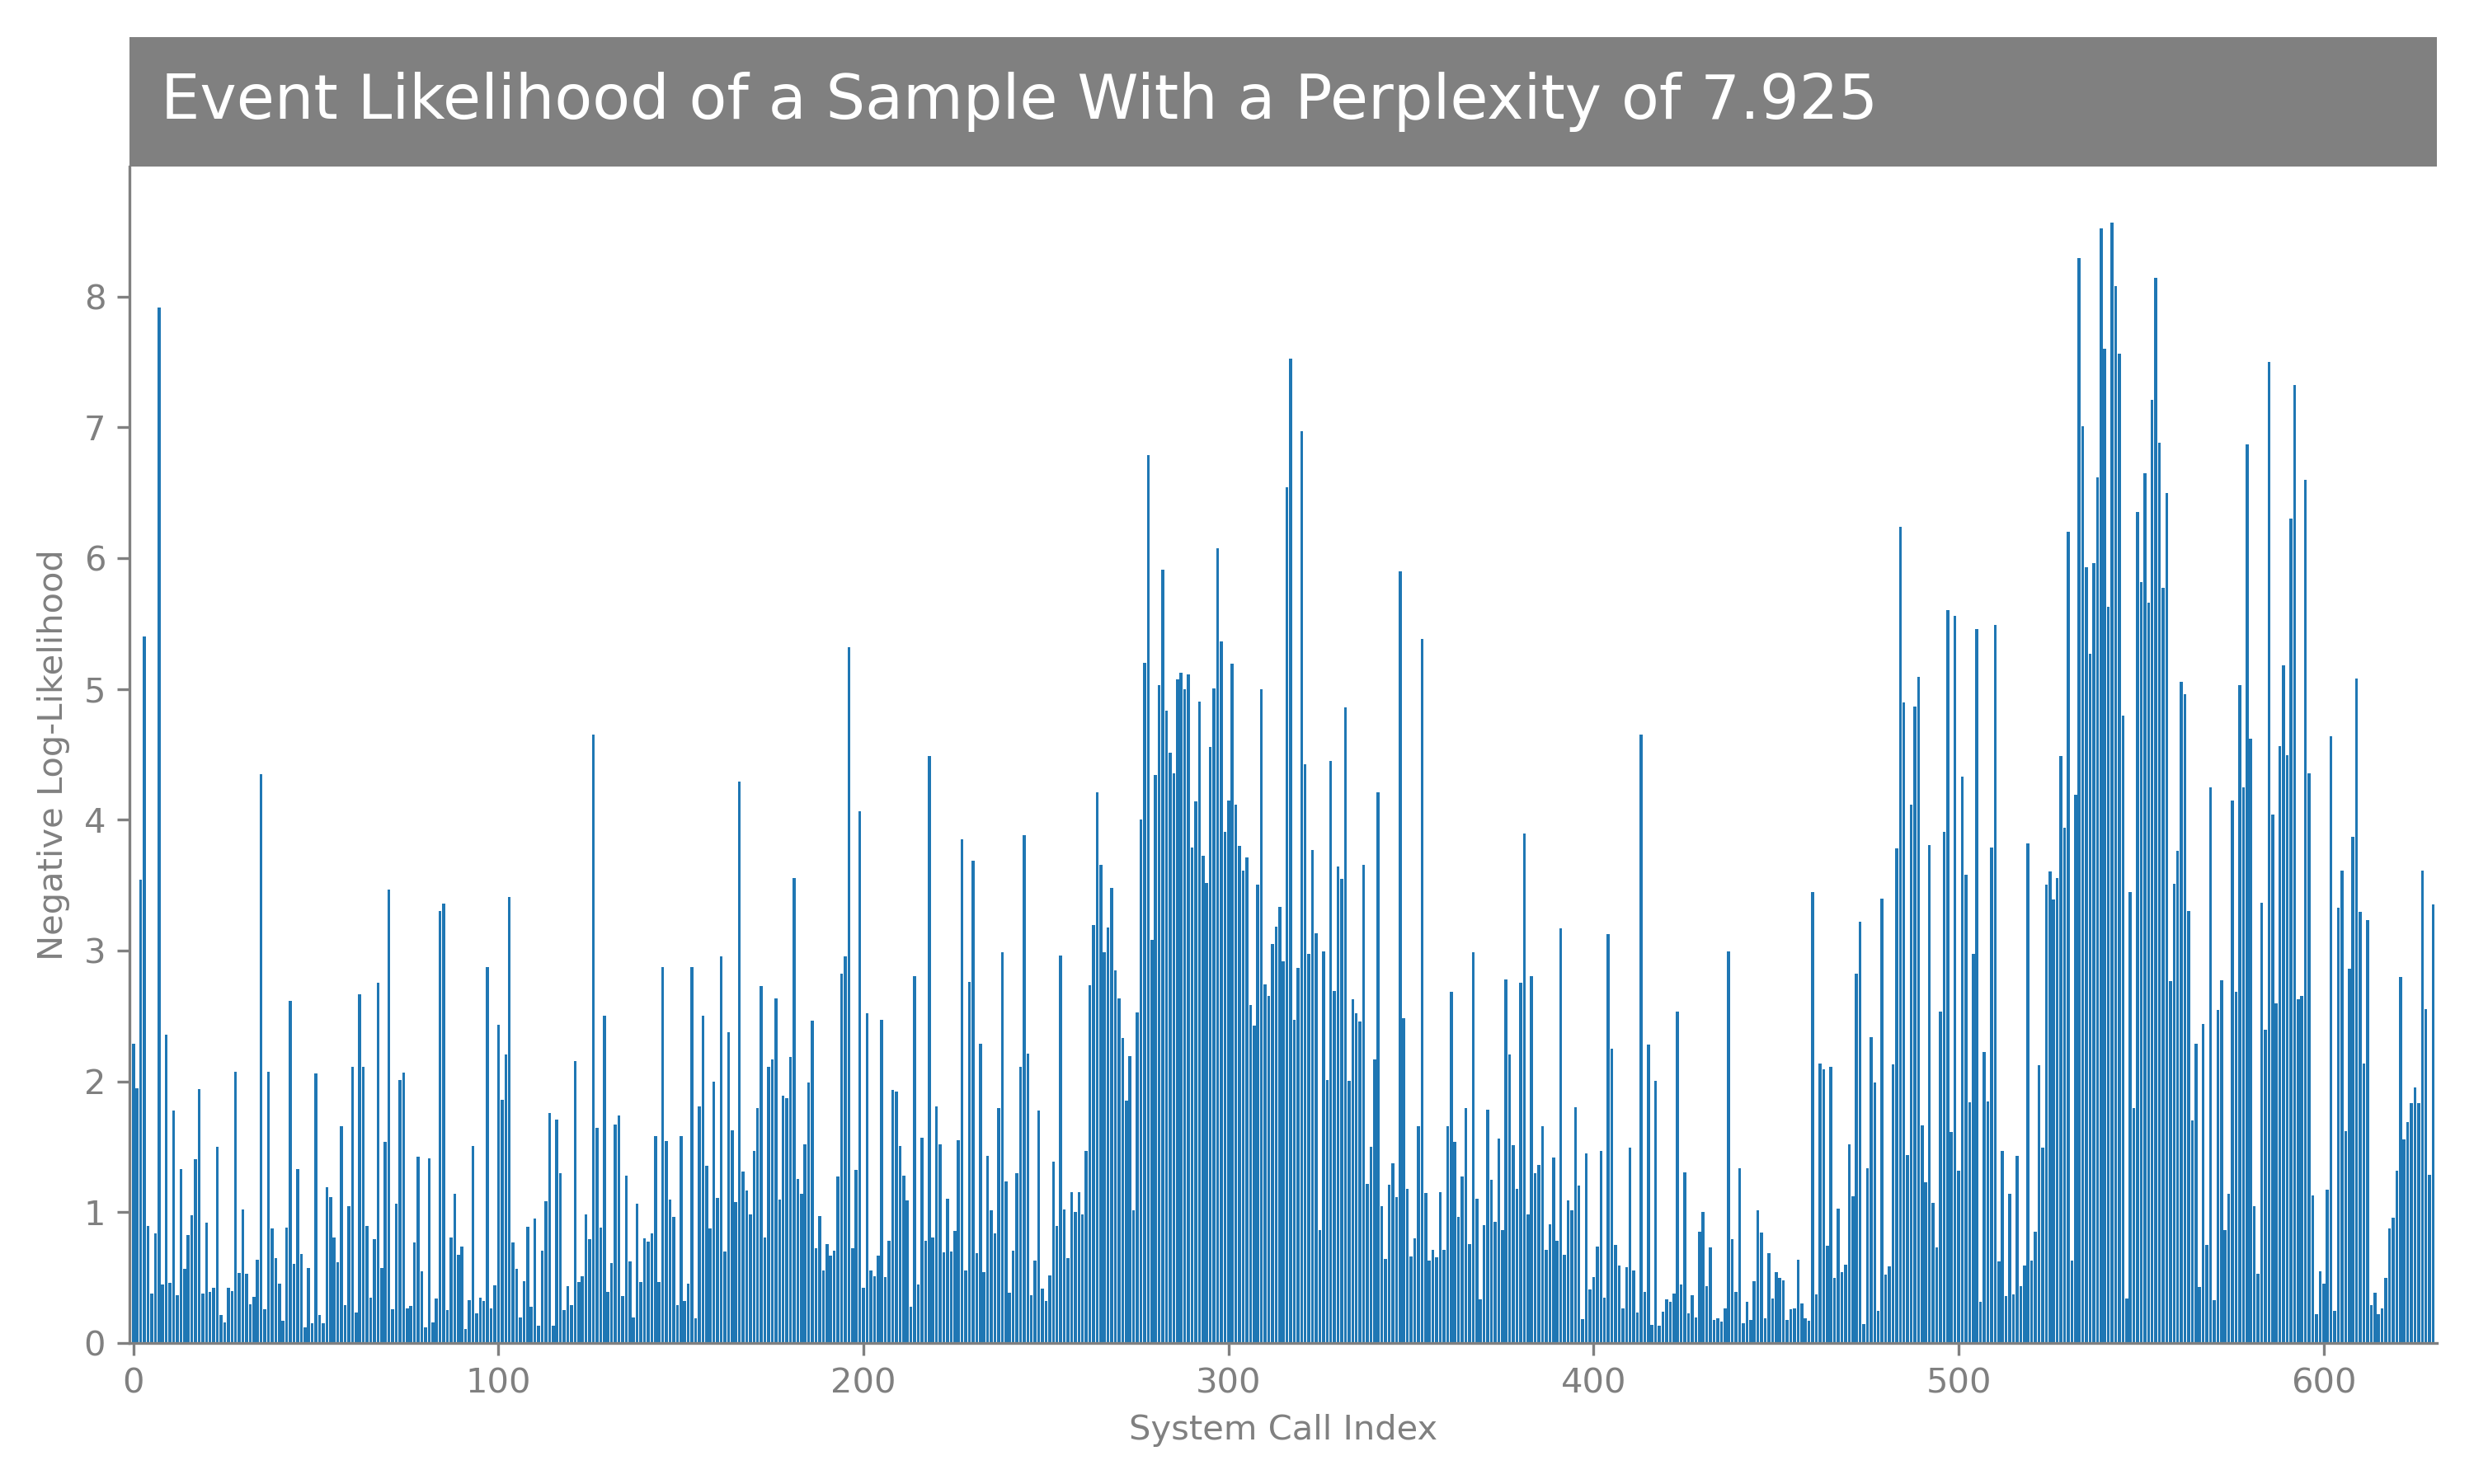 Event Likelihood of a Sample With a Perplexity of 7.925
8
7
6
5
4
3
2
1
0
Negative Log-Likelihood
0 100 200 300 400 500 600
System Call Index